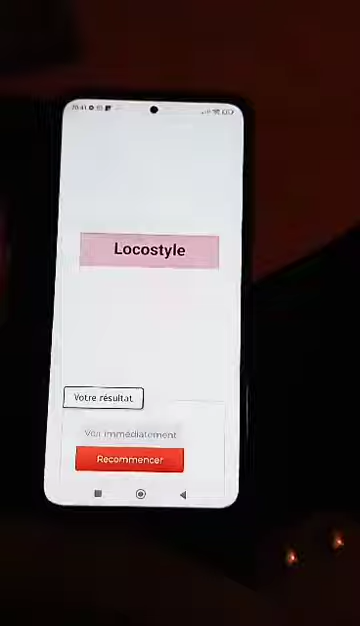 Locostyle
Votre résultat
Voir immédiatement
Recommencer